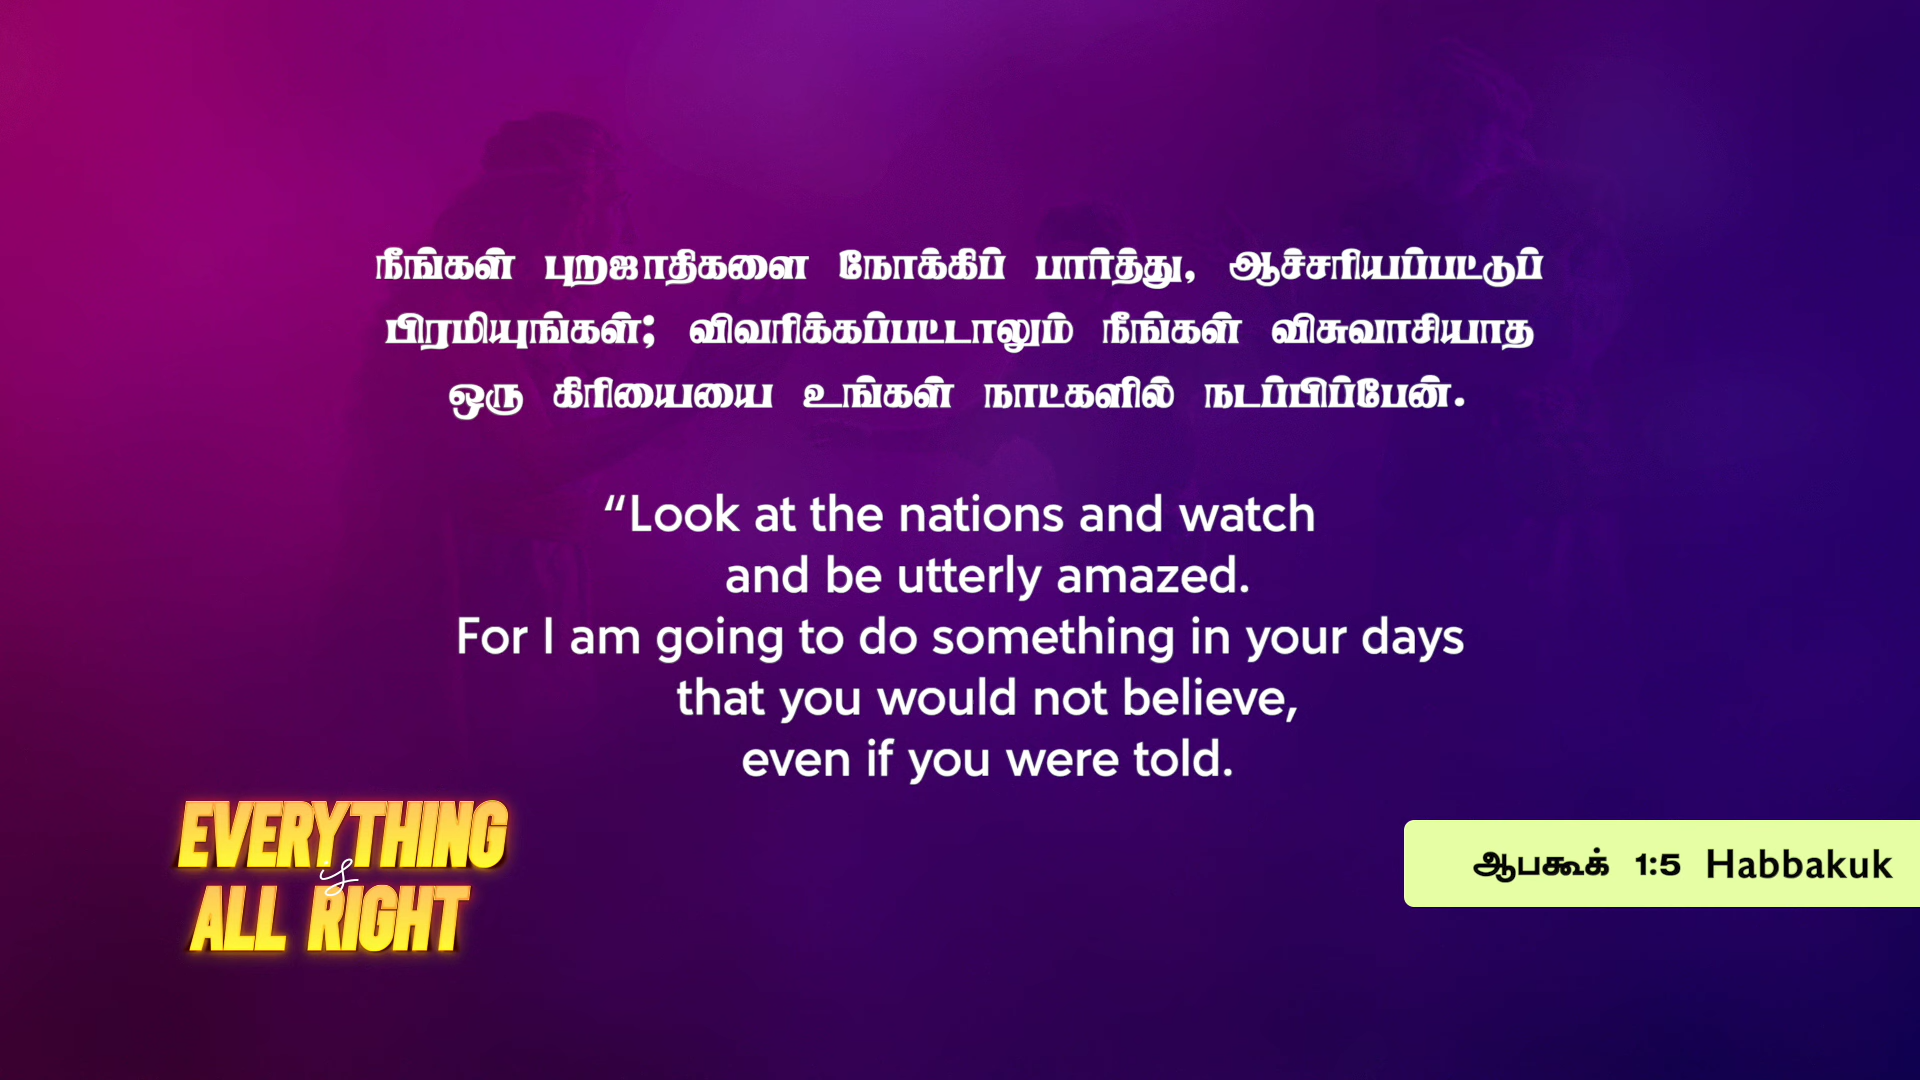 நீங்கள் புறஜாதிகளை நோக்கிப் பார்த்து, ஆச்சரியப்பட்டுப்
பிரமியுங்கள்; விவரிக்கப்பட்டாலும் நீங்கள் விசுவாசியாத
ஒரு கிரியையை உங்கள் நாட்களில் நடப்பிப்பேன்.
“Look at the nations and watch
and be utterly amazed.
For I am going to do something in your days
that you would not believe,
even if you were told.
EVERYTHING
is
ALL RIGHT
ஆபகூக் 1:5 Habbakuk